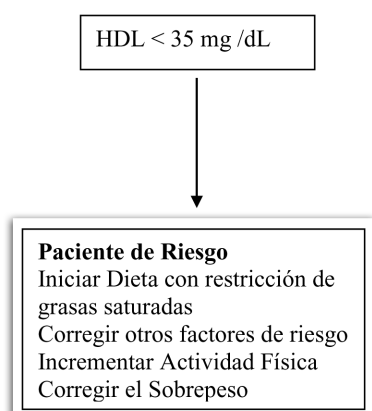 HDL < 35 mg /dL
Paciente de Riesgo
Iniciar Dieta con restricción de
grasas saturadas
Corregir otros factores de riesgo
Incrementar Actividad Física
Corregir el Sobrepeso